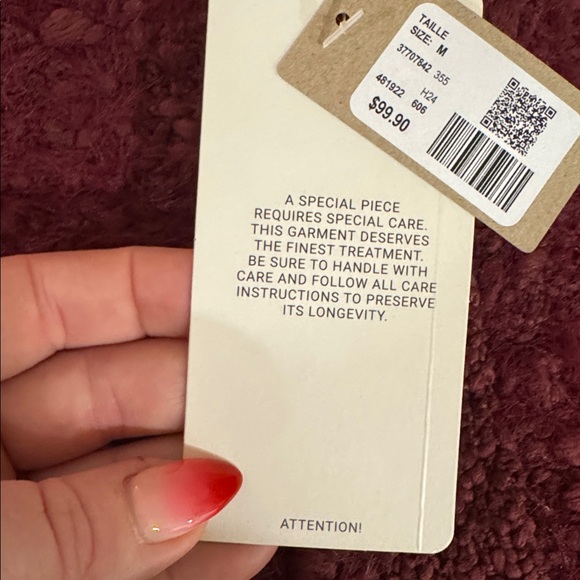 TAILLE
SIZE: M
37707842 355
H24
481922 606
$99.90
A SPECIAL PIECE
REQUIRES SPECIAL CARE.
THIS GARMENT DESERVES
THE FINEST TREATMENT.
BE SURE TO HANDLE WITH
CARE AND FOLLOW ALL CARE
INSTRUCTIONS TO PRESERVE
ITS LONGEVITY.
ATTENTION!